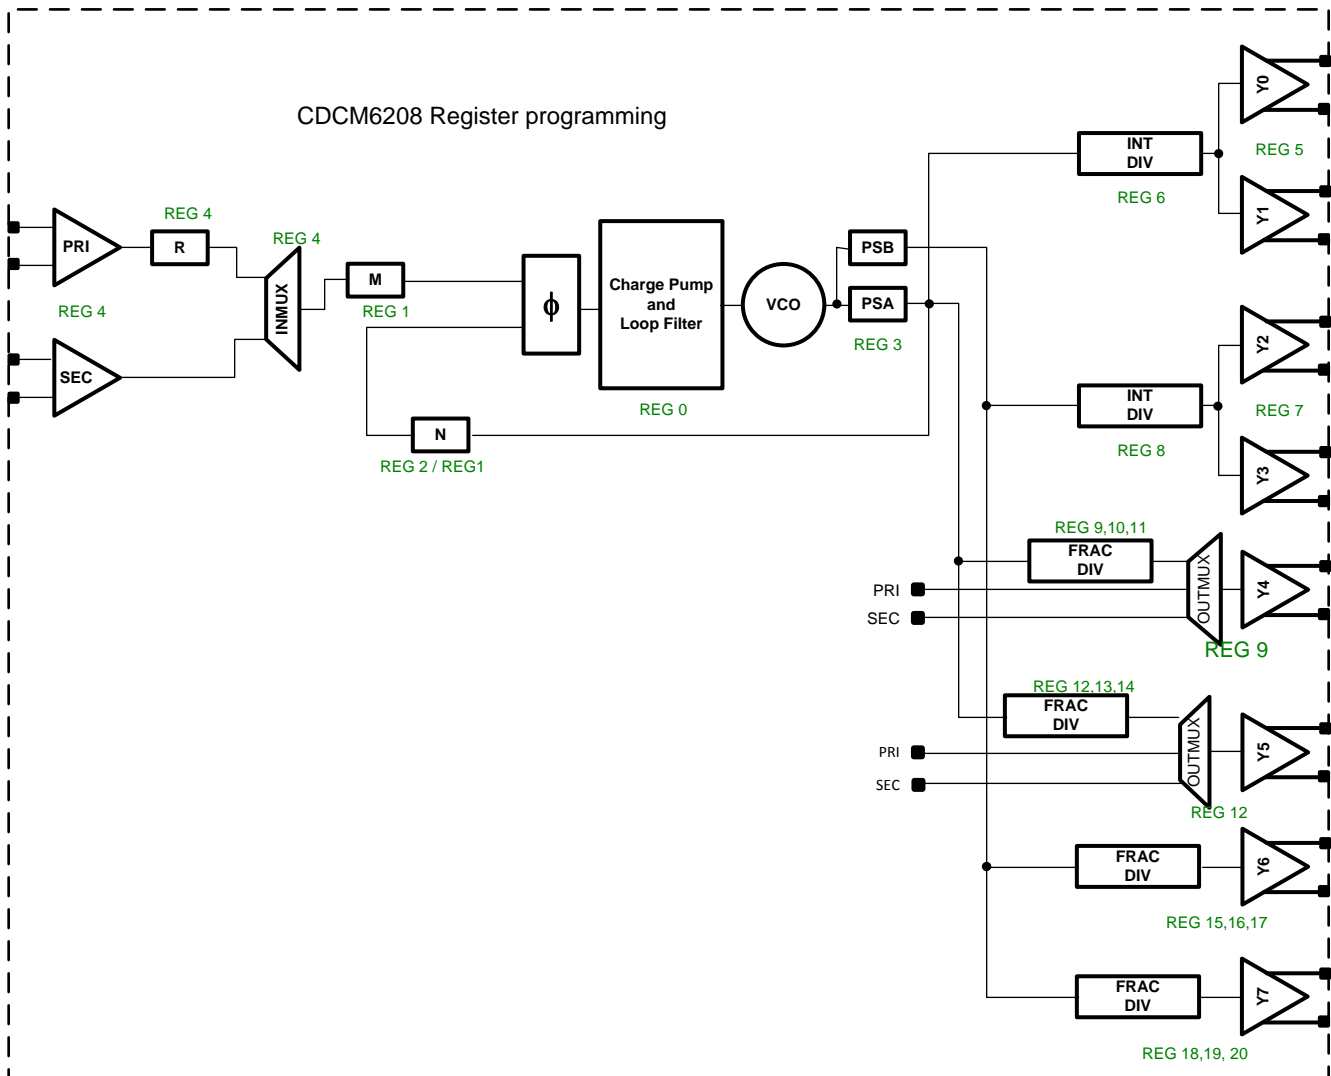 CDCM6208 Register programming
Y0
INT
DIV
REG 5
REG 6
Y1
REG 4
PRI
R
REG 4
INMUX
M
REG 1
REG 4
ϕ
Charge Pump
and
Loop Filter
VCO
PSB
PSA
REG 3
SEC
REG 0
N
REG 2 / REG1
Y2
INT
DIV
REG 7
REG 8
Y3
REG 9,10,11
FRAC
DIV
PRI
SEC
OUTMUX
Y4
REG 9
REG 12,13,14
FRAC
DIV
PRI
SEC
OUTMUX
Y5
REG 12
FRAC
DIV
Y6
REG 15,16,17
FRAC
DIV
Y7
REG 18,19, 20